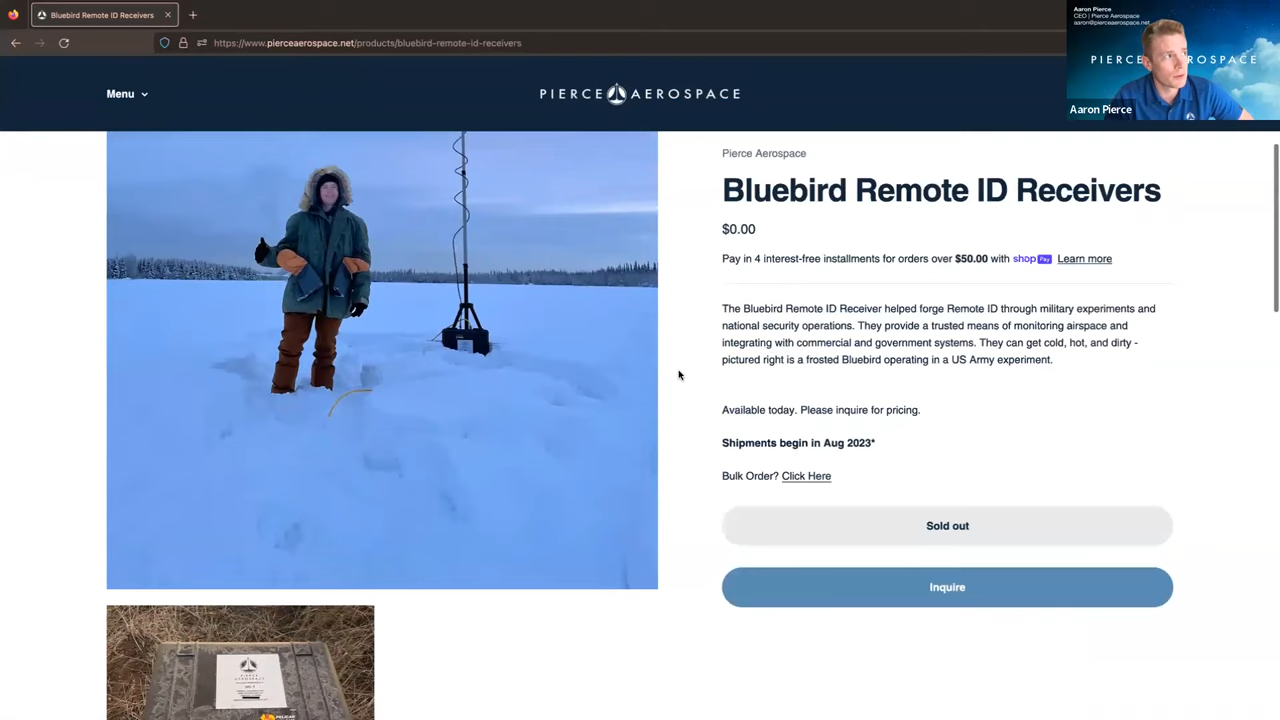 Bluebird Remote ID Receivers
https://www.pierceaerospace.net/products/bluebird-remote-id-receivers
Aaron Pierce
CEO | Pierce Aerospace
aaron@pierceaerospace.net
PIERCE AEROSPACE
Aaron Pierce
Menu
PIERCE AEROSPACE
Pierce Aerospace
Bluebird Remote ID Receivers
$0.00
Pay in 4 interest-free installments for orders over $50.00 with shop Pay Learn more
The Bluebird Remote ID Receiver helped forge Remote ID through military experiments and
national security operations. They provide a trusted means of monitoring airspace and
integrating with commercial and government systems. They can get cold, hot, and dirty -
pictured right is a frosted Bluebird operating in a US Army experiment.
Available today. Please inquire for pricing.
Shipments begin in Aug 2023*
Bulk Order? Click Here
Sold out
Inquire
PIERCE
AEROSPACE
PELICAN